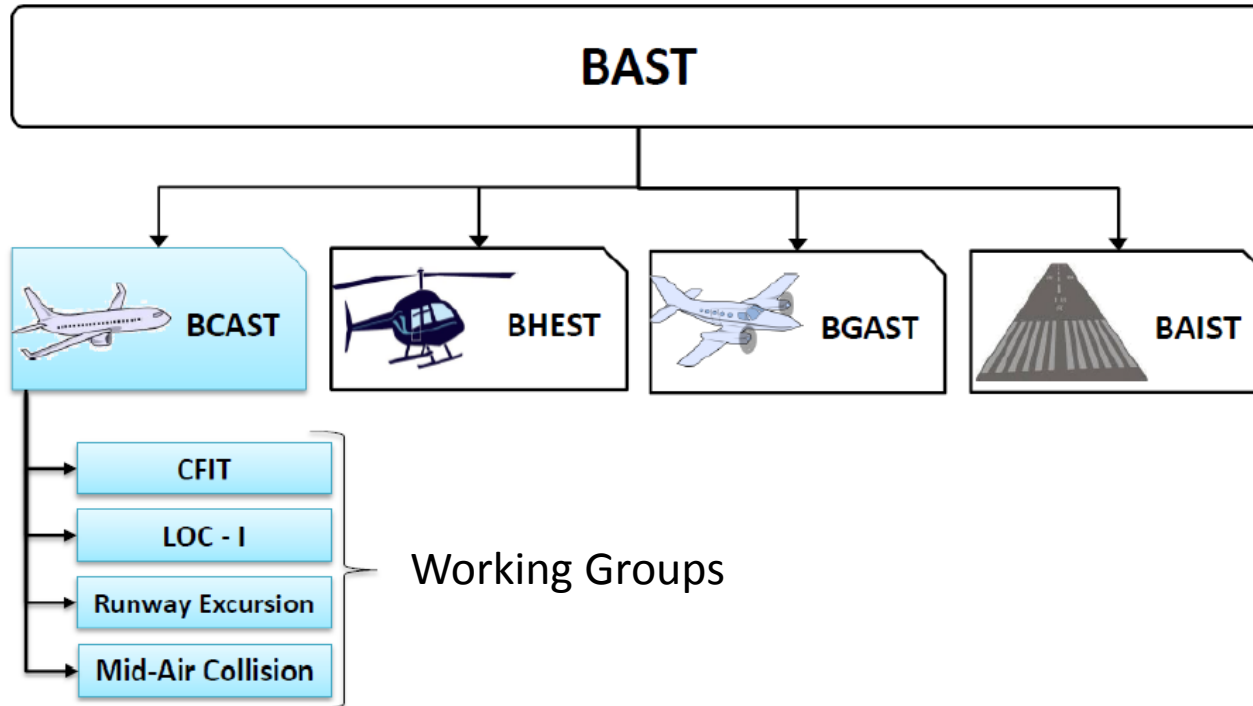 BAST
BCAST
BHEST
BGAST
BAIST
CFIT
LOC - I
Runway Excursion
Mid-Air Collision
Working Groups